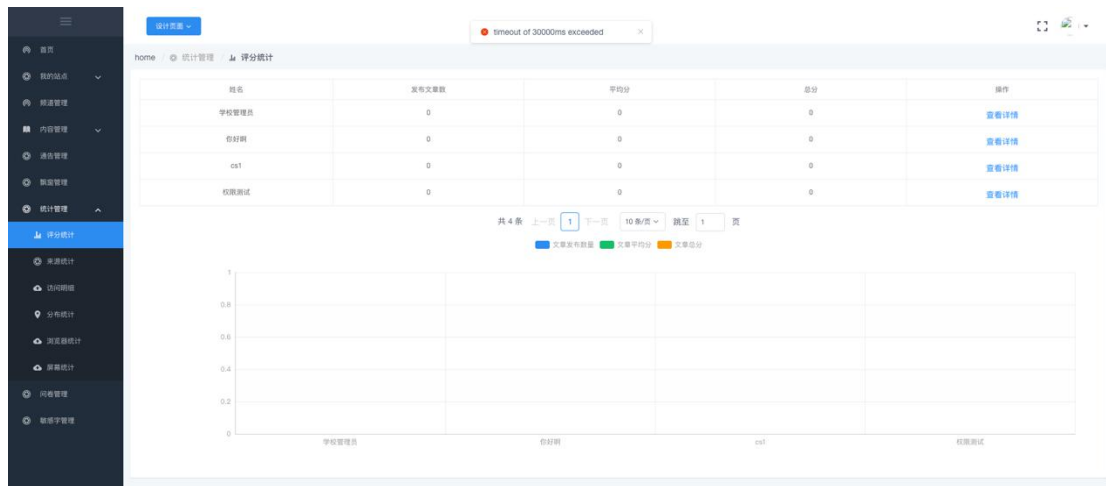 设计页面
timeout of 30000ms exceeded
首页
我的站点
频道管理
内容管理
通告管理
飘窗管理
统计管理
评分统计
来源统计
访问明细
分布统计
浏览器统计
屏幕统计
问卷管理
敏感字管理
home / 统计管理 / 评分统计
姓名 发布文章数 平均分 总分 操作
学校管理员 0 0 0 查看详情
你好啊 0 0 0 查看详情
cs1 0 0 0 查看详情
权限测试 0 0 0 查看详情
共 4 条 上一页 1 下一页 10 条/页 跳至 1 页
文章发布数量 文章平均分 文章总分
1
0.8
0.6
0.4
0.2
0
学校管理员 你好啊 cs1 权限测试